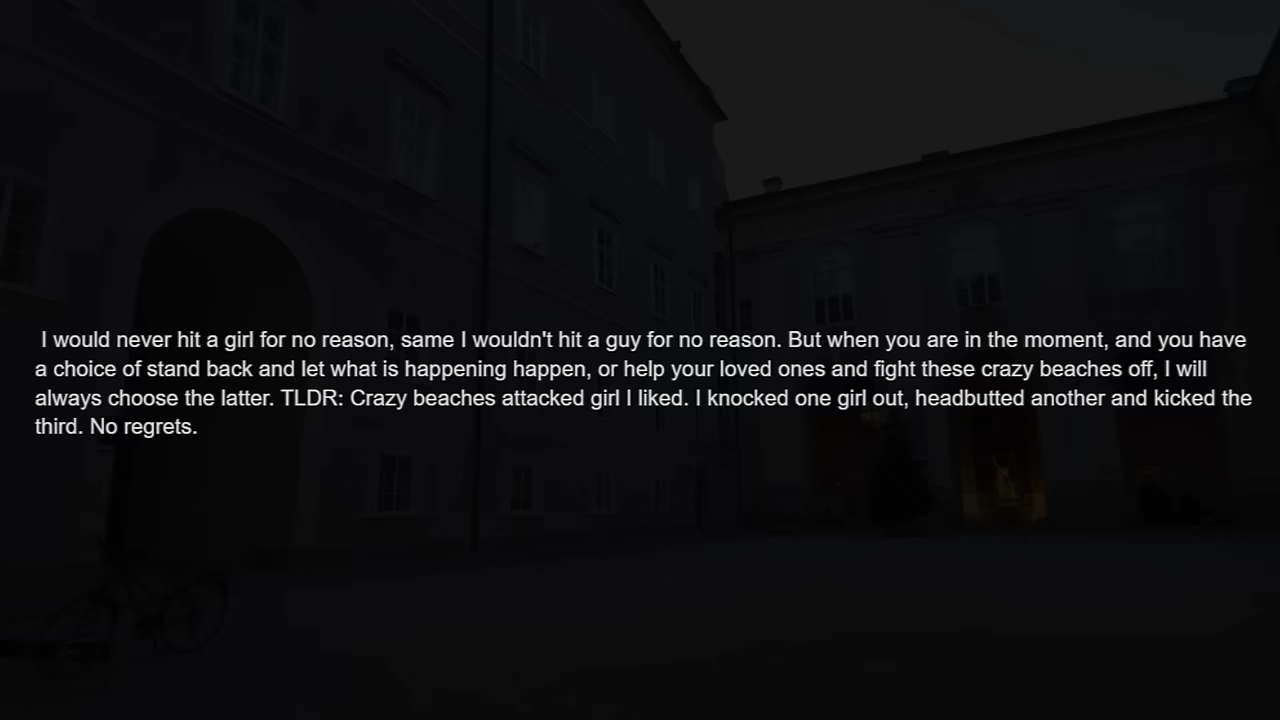 I would never hit a girl for no reason, same I wouldn't hit a guy for no reason. But when you are in the moment, and you have
a choice of stand back and let what is happening happen, or help your loved ones and fight these crazy beaches off, I will
always choose the latter. TLDR: Crazy beaches attacked girl I liked. I knocked one girl out, headbutted another and kicked the
third. No regrets.